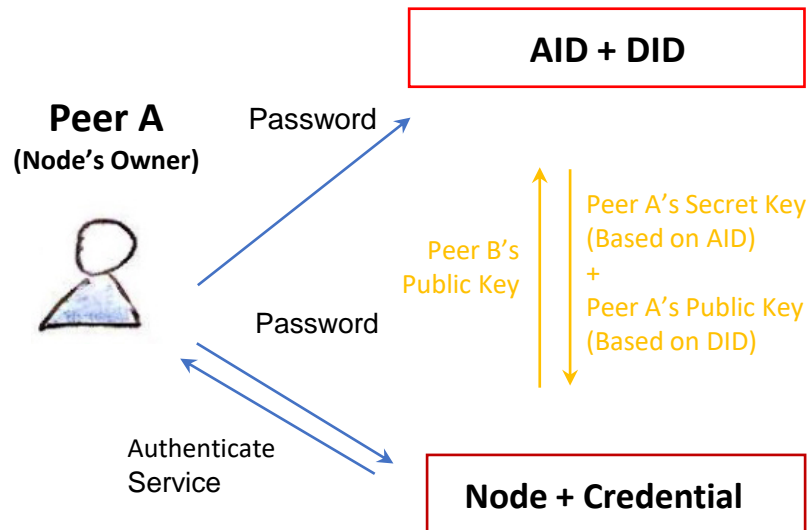 AID + DID
Peer A
(Node’s Owner)
Password
Peer B’s
Public Key
Peer A’s Secret Key
(Based on AID)
+
Peer A’s Public Key
(Based on DID)
Password
Authenticate
Service
Node + Credential